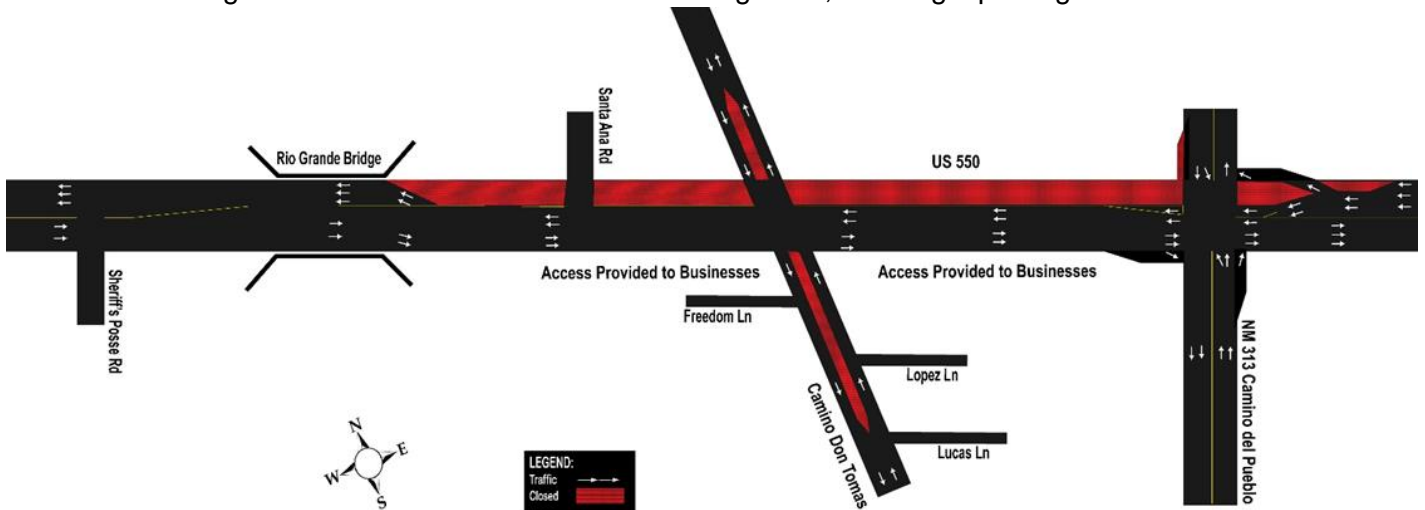 Santa Ana Rd
Rio Grande Bridge
US 550
Access Provided to Businesses
Access Provided to Businesses
Sheriff's Posse Rd
Freedom Ln
Lopez Ln
Camino Don Tomas
Lucas Ln
NM 313 Camino del Pueblo
N
E
W
S
LEGEND:
Traffic
Closed